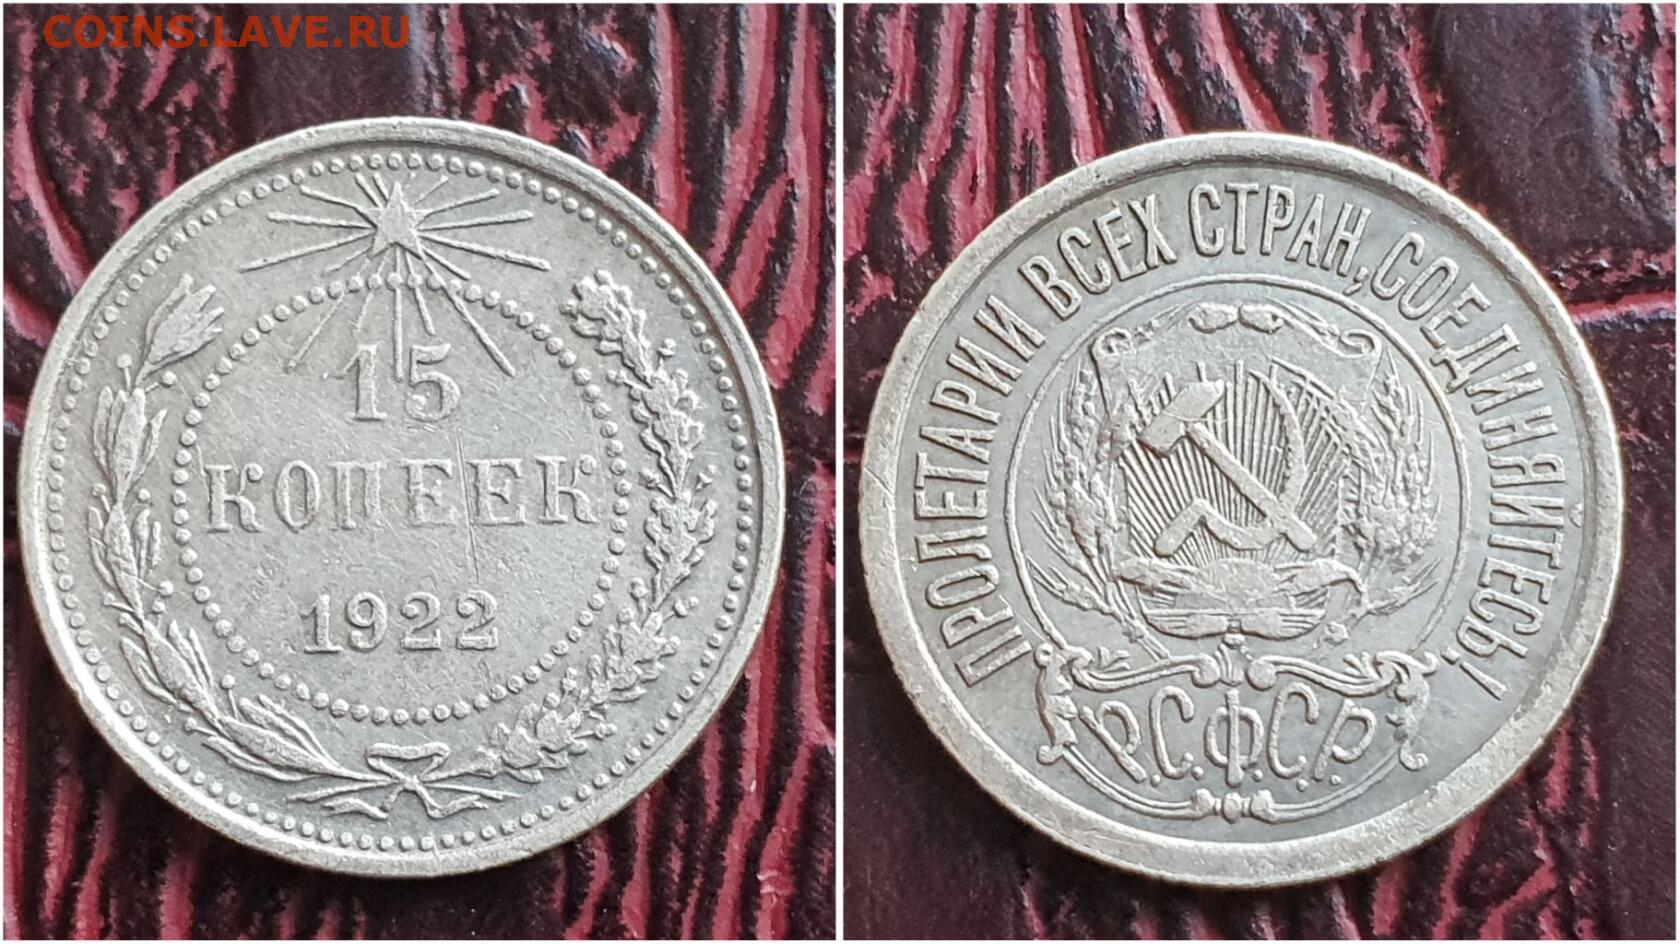 COINS.LAVE.RU
15
КОПЕЕК
1922
ПРОЛЕТАРИИ ВСЕХ СТРАН, СОЕДИНЯЙТЕСЬ!
Р.С.Ф.С.Р.